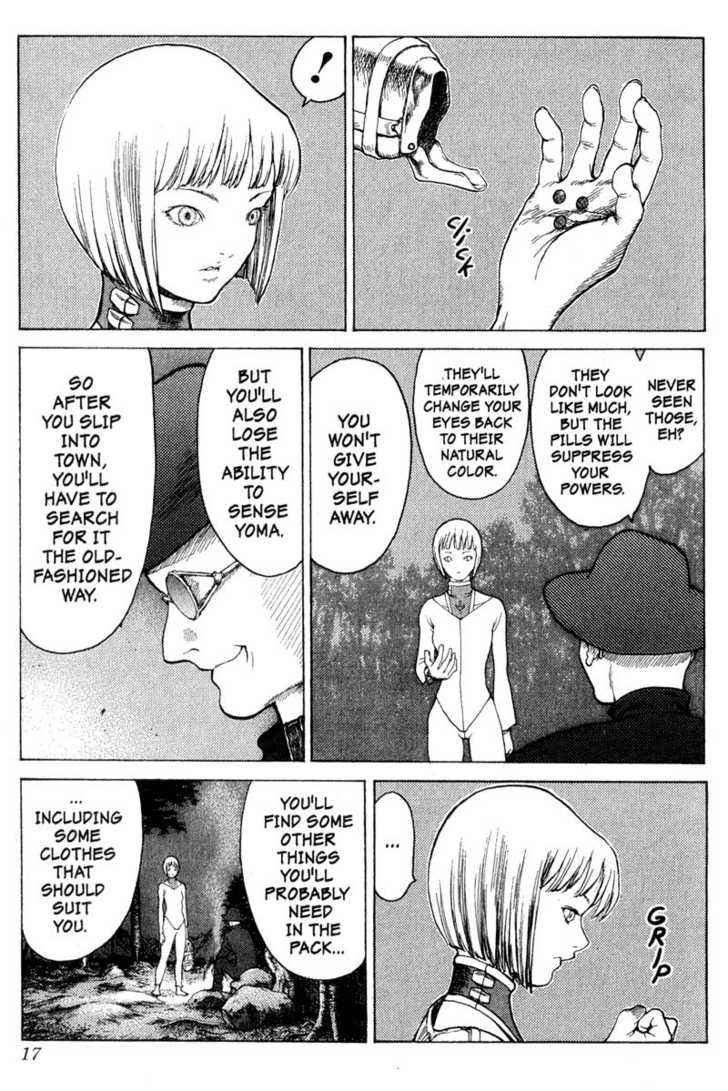 !
CLICK
NEVER
SEEN
THOSE,
EH?
THEY
DON'T LOOK
LIKE MUCH,
BUT THE
PILLS WILL
SUPPRESS
YOUR
POWERS.
THEY'LL
TEMPORARILY
CHANGE YOUR
EYES BACK
TO THEIR
NATURAL
COLOR.
YOU
WON'T
GIVE
YOUR-
SELF
AWAY.
BUT
YOU'LL
ALSO
LOSE
THE
ABILITY
TO
SENSE
YOMA.
SO
AFTER
YOU SLIP
INTO
TOWN,
YOU'LL
HAVE TO
SEARCH
FOR IT
THE OLD-
FASHIONED
WAY.
...
GRIP
YOU'LL
FIND SOME
OTHER
THINGS
YOU'LL
PROBABLY
NEED
IN THE
PACK...
...
INCLUDING
SOME
CLOTHES
THAT
SHOULD
SUIT
YOU.
17